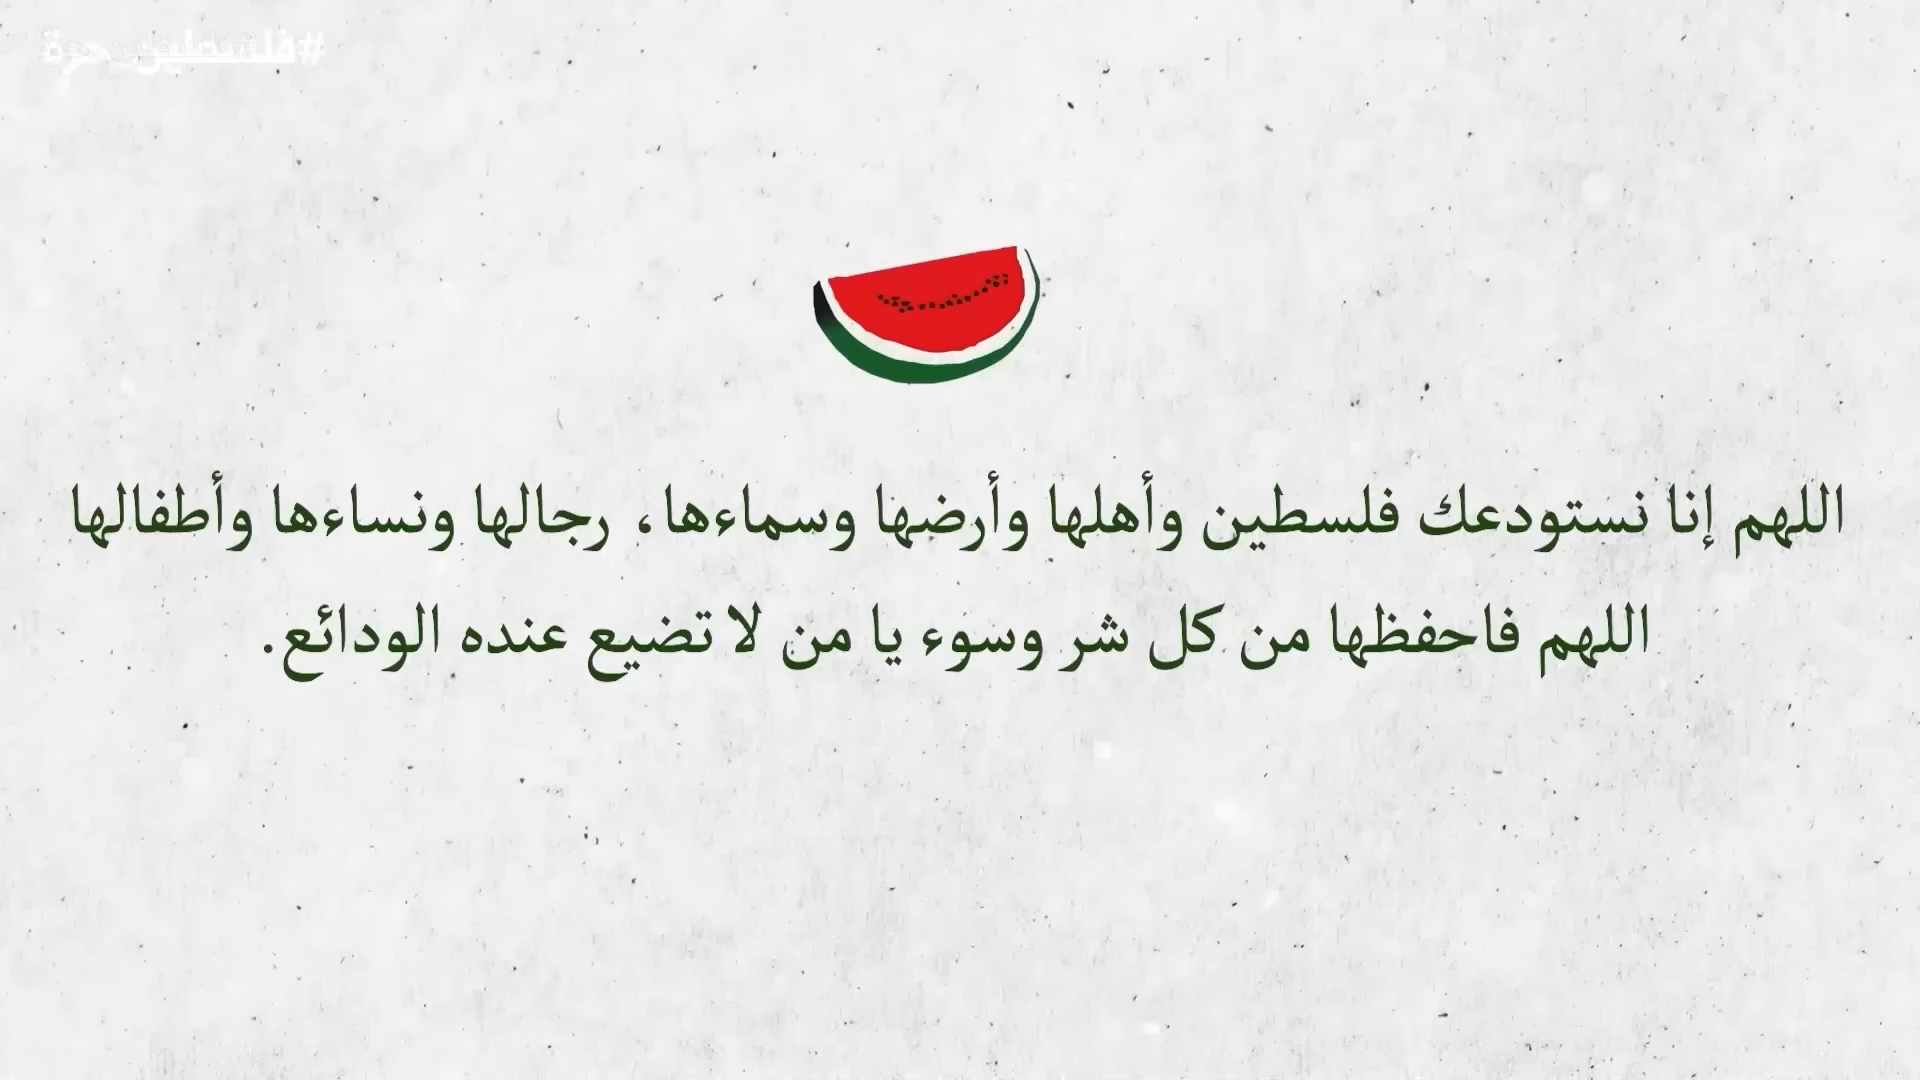 #فلسطين_حرة
اللهم إنا نستودعك فلسطين وأهلها وأرضها وسماءها، رجالها ونساءها وأطفالها
اللهم فاحفظها من كل شر وسوء يا من لا تضيع عنده الودائع.